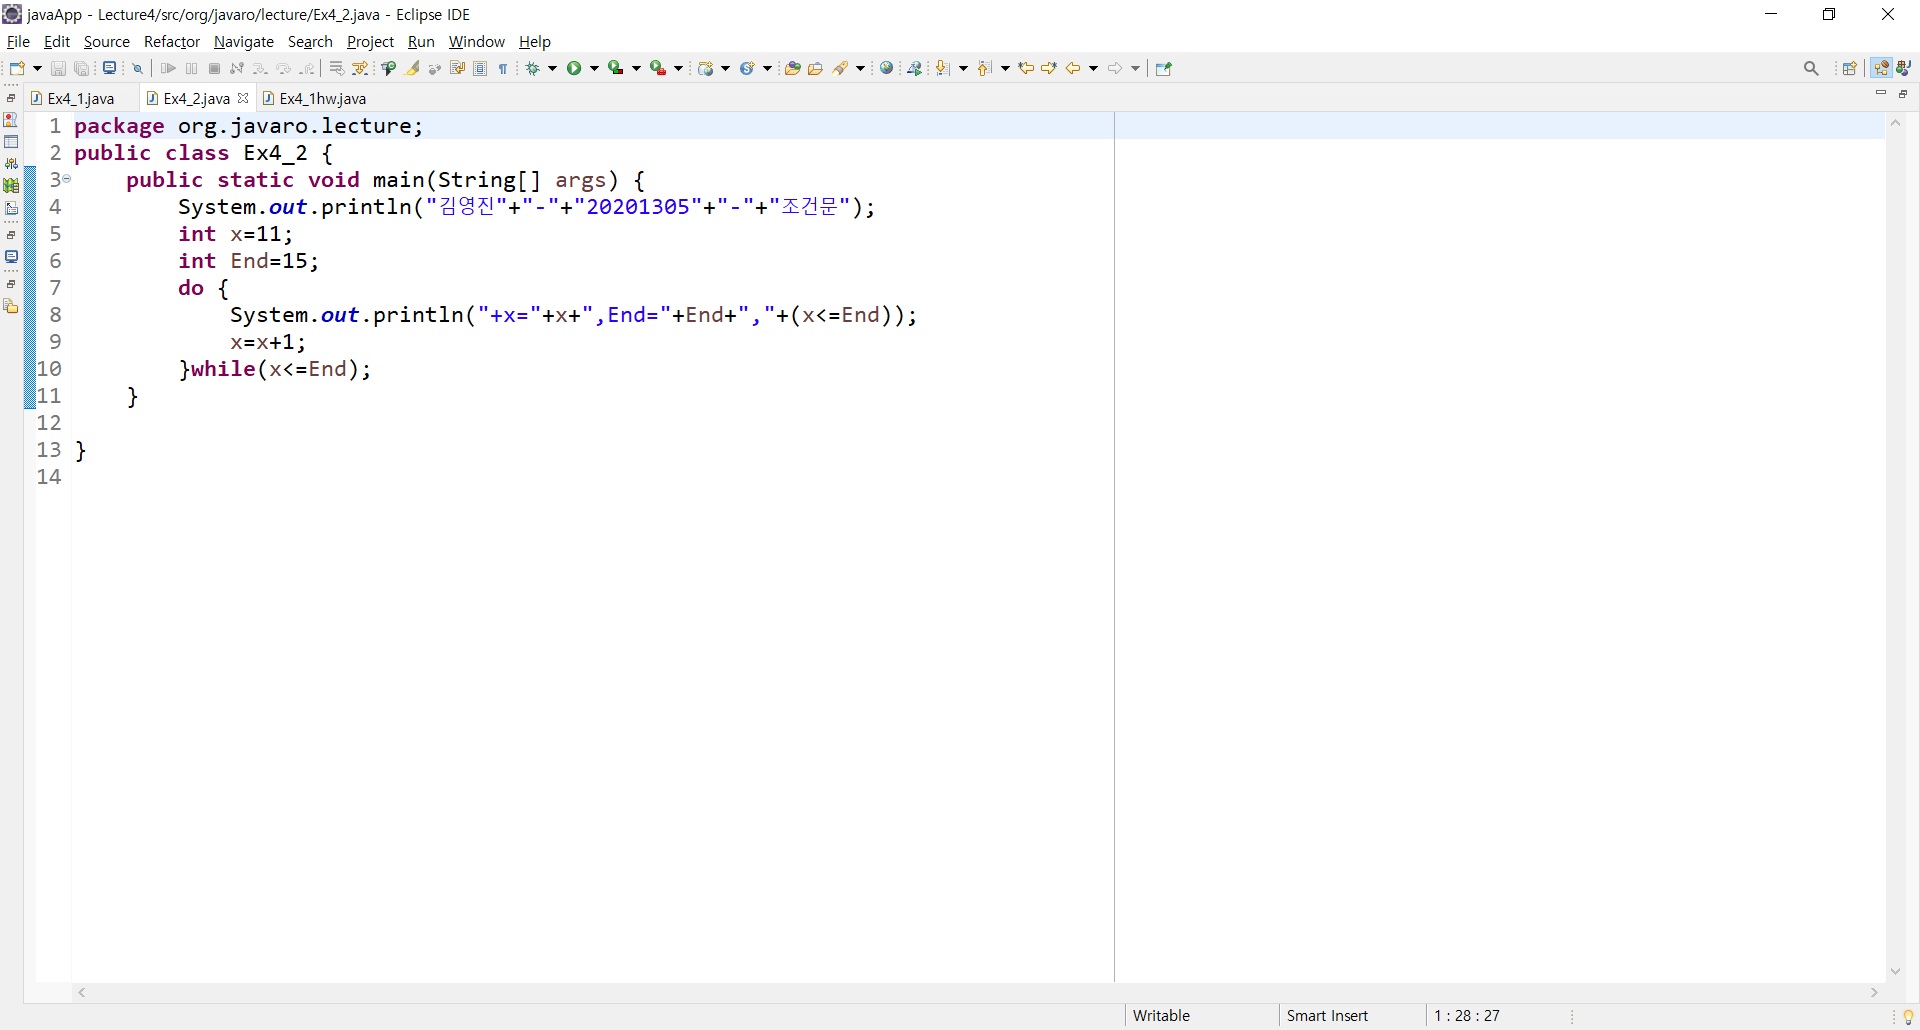 javaApp - Lecture4/src/org/javaro/lecture/Ex4_2.java - Eclipse IDE
File Edit Source Refactor Navigate Search Project Run Window Help
Ex4_1.java Ex4_2.java Ex4_1hw.java
1 package org.javaro.lecture;
2 public class Ex4_2 {
3 public static void main(String[] args) {
4 System.out.println("김영진"+"-"+"20201305"+"-"+"조건문");
5 int x=11;
6 int End=15;
7 do {
8 System.out.println("+x="+x+",End="+End+","+(x<=End));
9 x=x+1;
10 }while(x<=End);
11 }
12
13 }
14
Writable Smart Insert 1 : 28 : 27